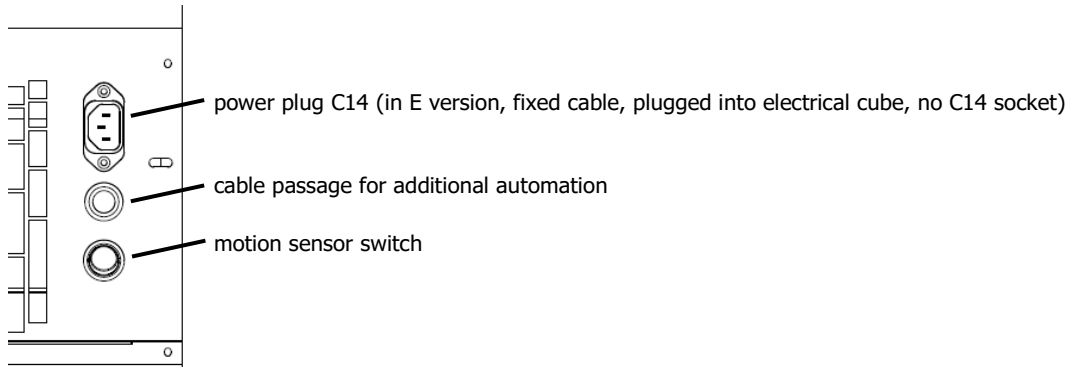 power plug C14 (in E version, fixed cable, plugged into electrical cube, no C14 socket)
cable passage for additional automation
motion sensor switch